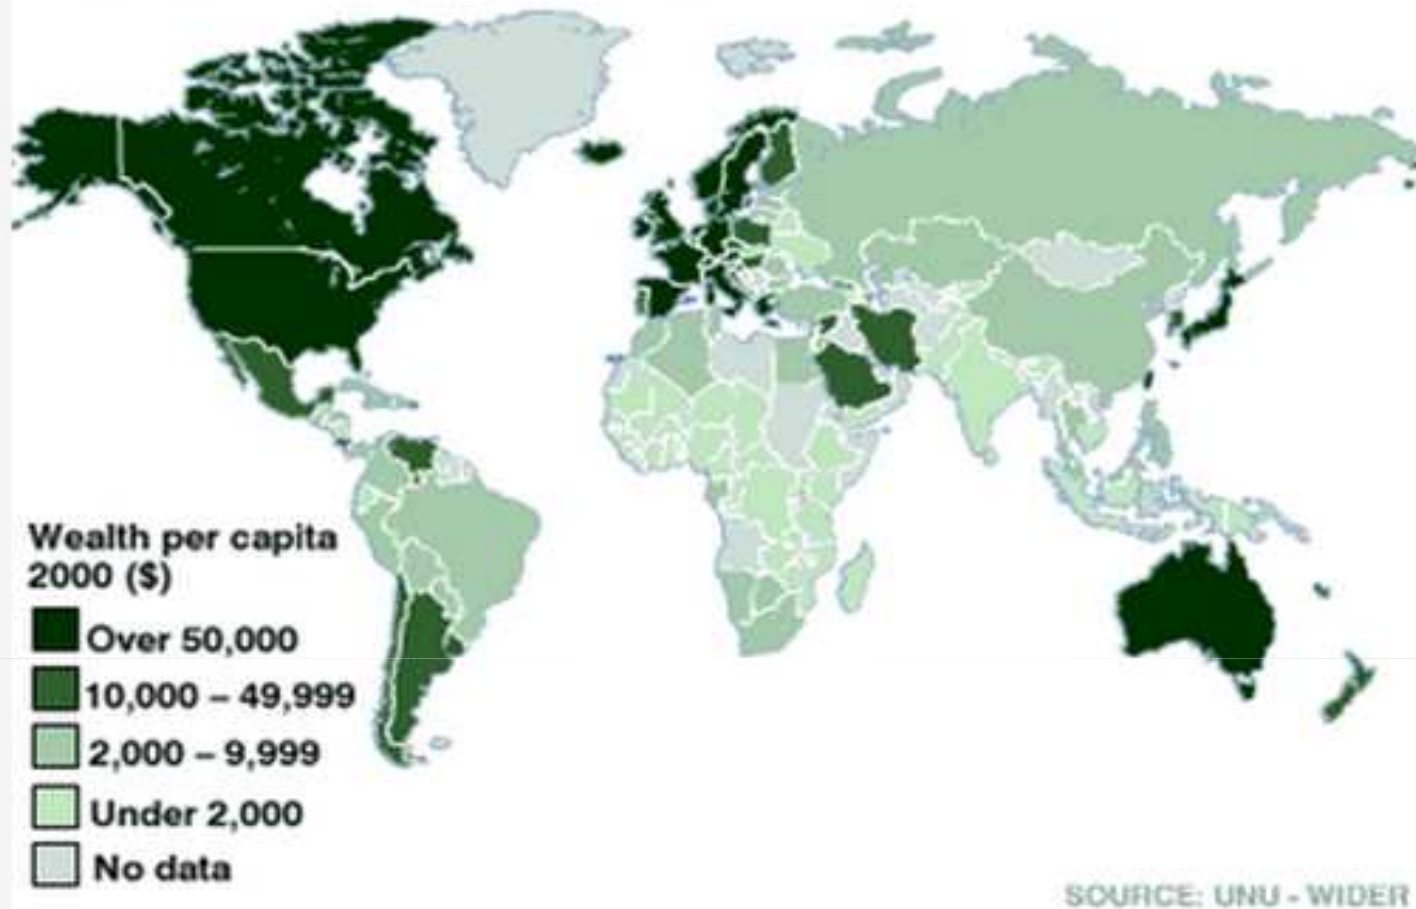 Wealth per capita
2000 ($)
Over 50,000
10,000 – 49,999
2,000 – 9,999
Under 2,000
No data
SOURCE: UNU - WIDER